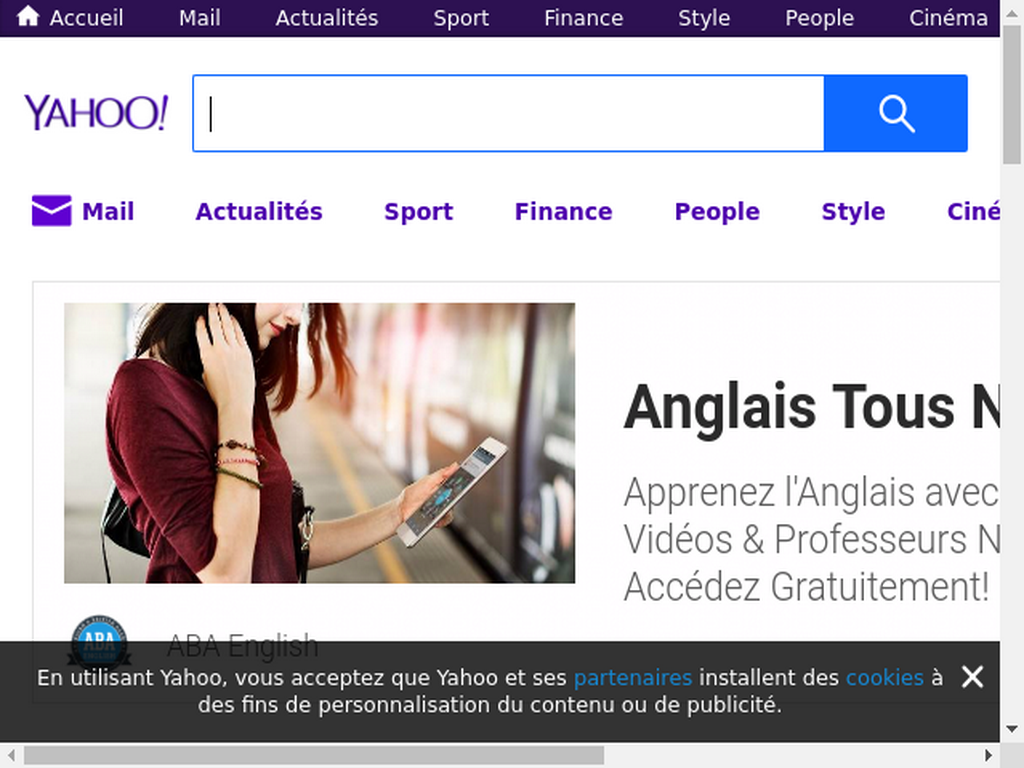 Accueil Mail Actualités Sport Finance Style People Cinéma
YAHOO!
Mail Actualités Sport Finance People Style Ciné
Anglais Tous N
Apprenez l'Anglais avec
Vidéos & Professeurs N
Accédez Gratuitement!
ABA
ABA English
En utilisant Yahoo, vous acceptez que Yahoo et ses partenaires installent des cookies à
des fins de personnalisation du contenu ou de publicité.